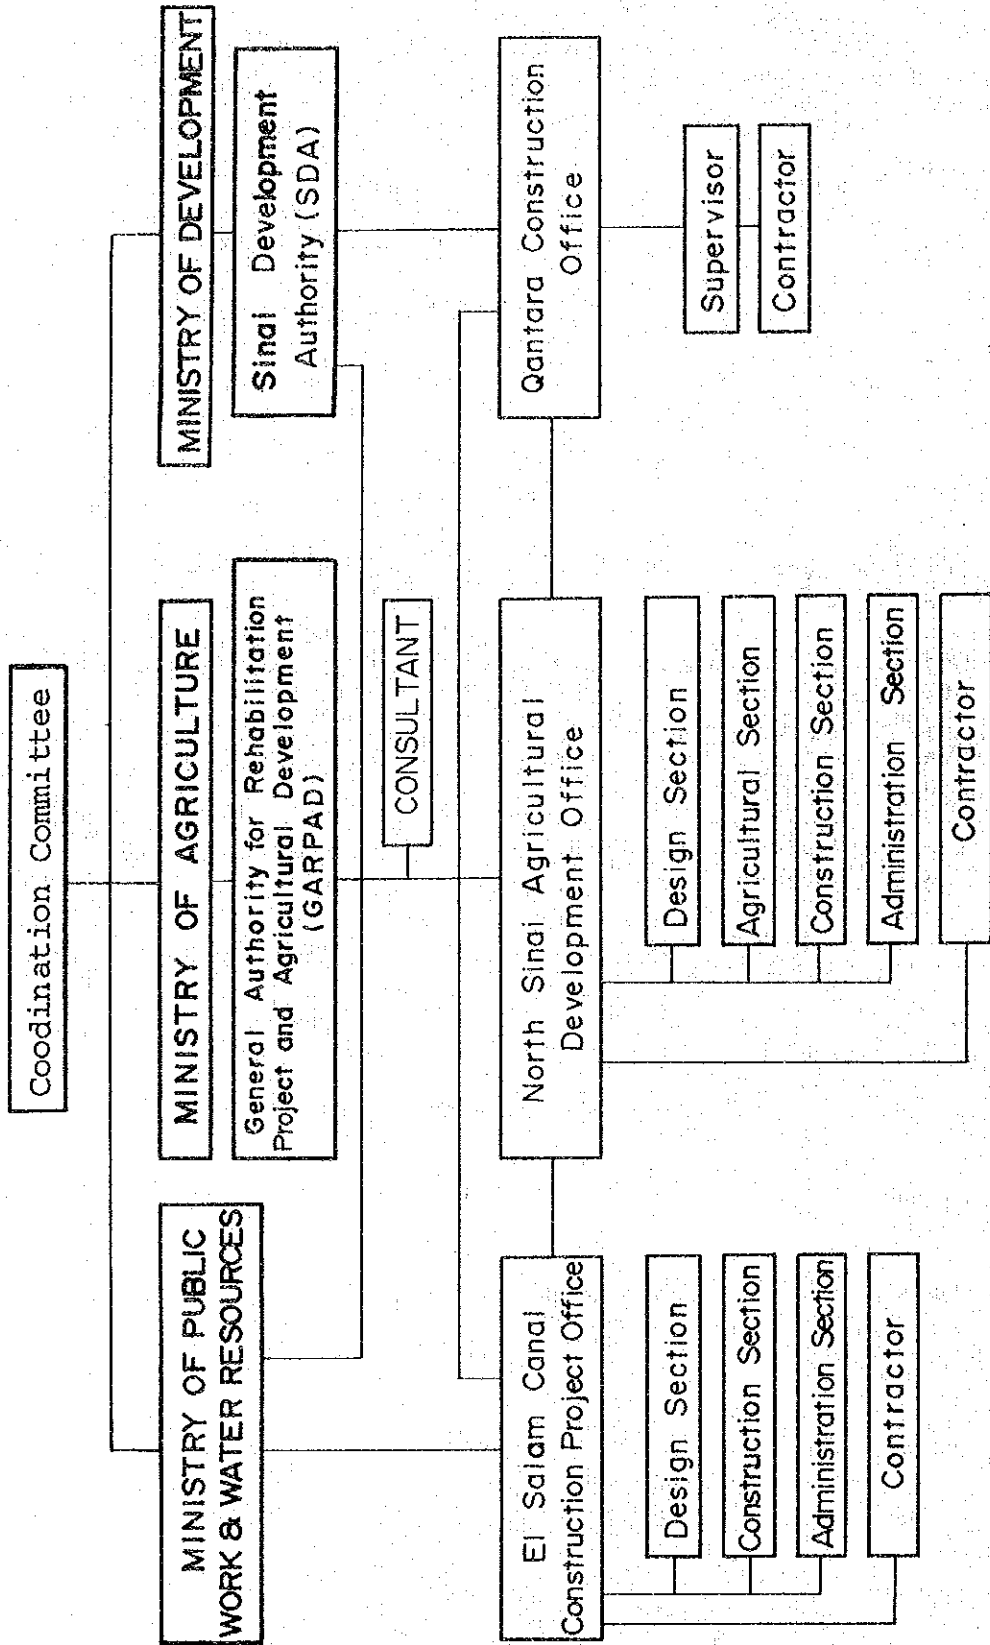 Coodination Committee
MINISTRY OF PUBLIC
WORK & WATER RESOURCES
MINISTRY OF AGRICULTURE
General Authority for Rehabilitation
Project and Agricultural Development
(GARPAD)
MINISTRY OF DEVELOPMENT
Sinai Development
Authority (SDA)
CONSULTANT
El Salam Canal
Construction Project Office
Design Section
Construction Section
Administration Section
Contractor
North Sinai Agricultural
Development Office
Design Section
Agricultural Section
Construction Section
Administration Section
Contractor
Qantara Construction
Office
Supervisor
Contractor